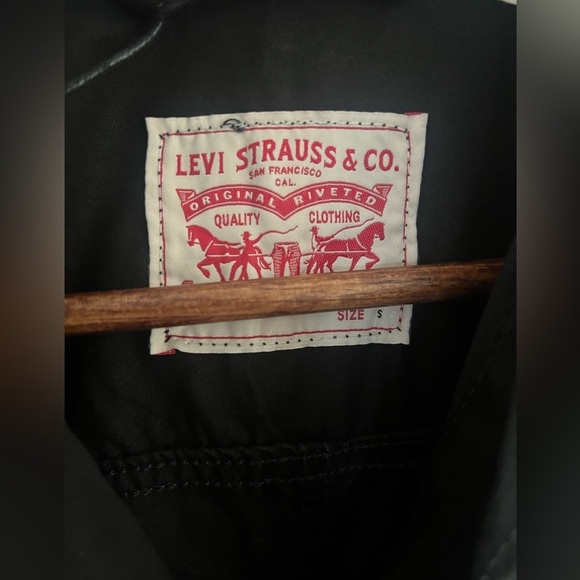 LEVI STRAUSS & CO.
SAN FRANCISCO
CAL.
ORIGINAL RIVETED
QUALITY CLOTHING
SIZE S